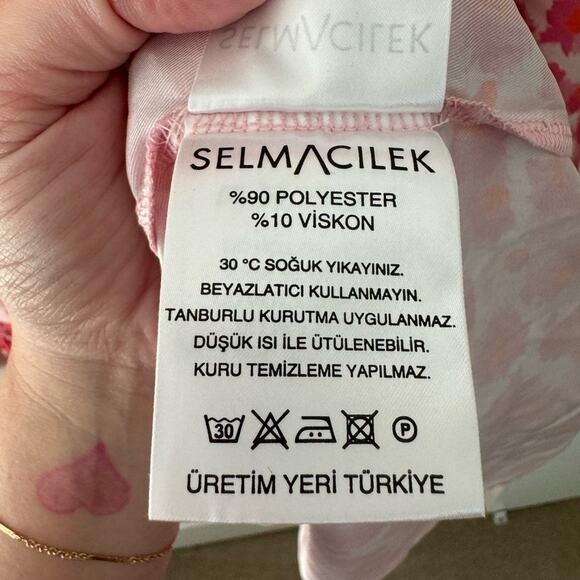 SELMACILEK
SELMACILEK
%90 POLYESTER
%10 VİSKON
30 °C SOĞUK YIKAYINIZ.
BEYAZLATICI KULLANMAYIN.
TANBURLU KURUTMA UYGULANMAZ.
DÜŞÜK ISI İLE ÜTÜLENEBİLİR.
KURU TEMİZLEME YAPILMAZ.
30 P
ÜRETİM YERİ TÜRKİYE